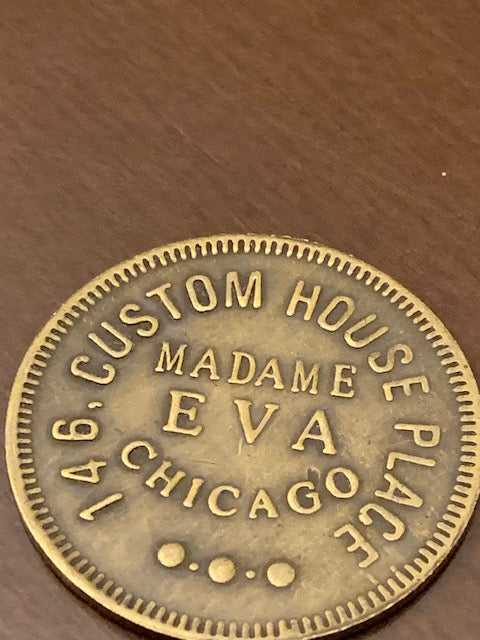 146, CUSTOM HOUSE PLACE
MADAME
EVA
CHICAGO